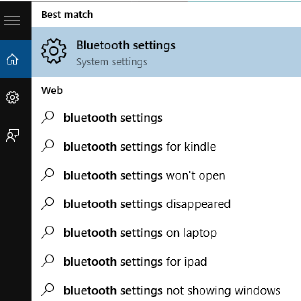 Best match
Bluetooth settings
System settings
Web
bluetooth settings
bluetooth settings for kindle
bluetooth settings won't open
bluetooth settings disappeared
bluetooth settings on laptop
bluetooth settings for ipad
bluetooth settings not showing windows